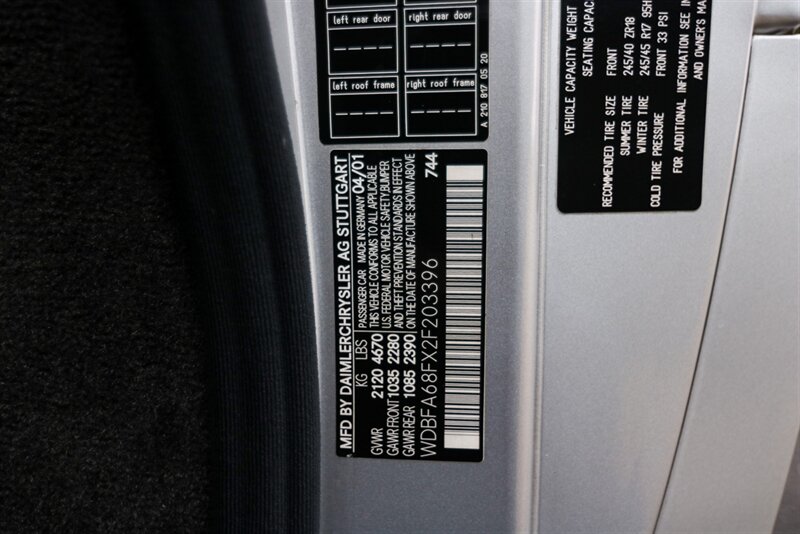 left rear door
right rear door
left roof frame
right roof frame
A 210 817 05 20
MFD BY DAIMLERCHRYSLER AG STUTTGART
KG LBS PASSENGER CAR MADE IN GERMANY 04/01
GVWR 2120 4670 THIS VEHICLE CONFORMS TO ALL APPLICABLE
U.S. FEDERAL MOTOR VEHICLE SAFETY, BUMPER
GAWR FRONT 1035 2280 AND THEFT PREVENTION STANDARDS IN EFFECT
GAWR REAR 1085 2390 ON THE DATE OF MANUFACTURE SHOWN ABOVE
WDBFA68FX2F203396 744
VEHICLE CAPACITY WEIGHT
SEATING CAPAC
RECOMMENDED TIRE SIZE FRONT
SUMMER TIRE 245/40 ZR18
WINTER TIRE 245/45 R17 95H
COLD TIRE PRESSURE FRONT 33 PSI
FOR ADDITIONAL INFORMATION SEE IN
AND OWNER'S MA